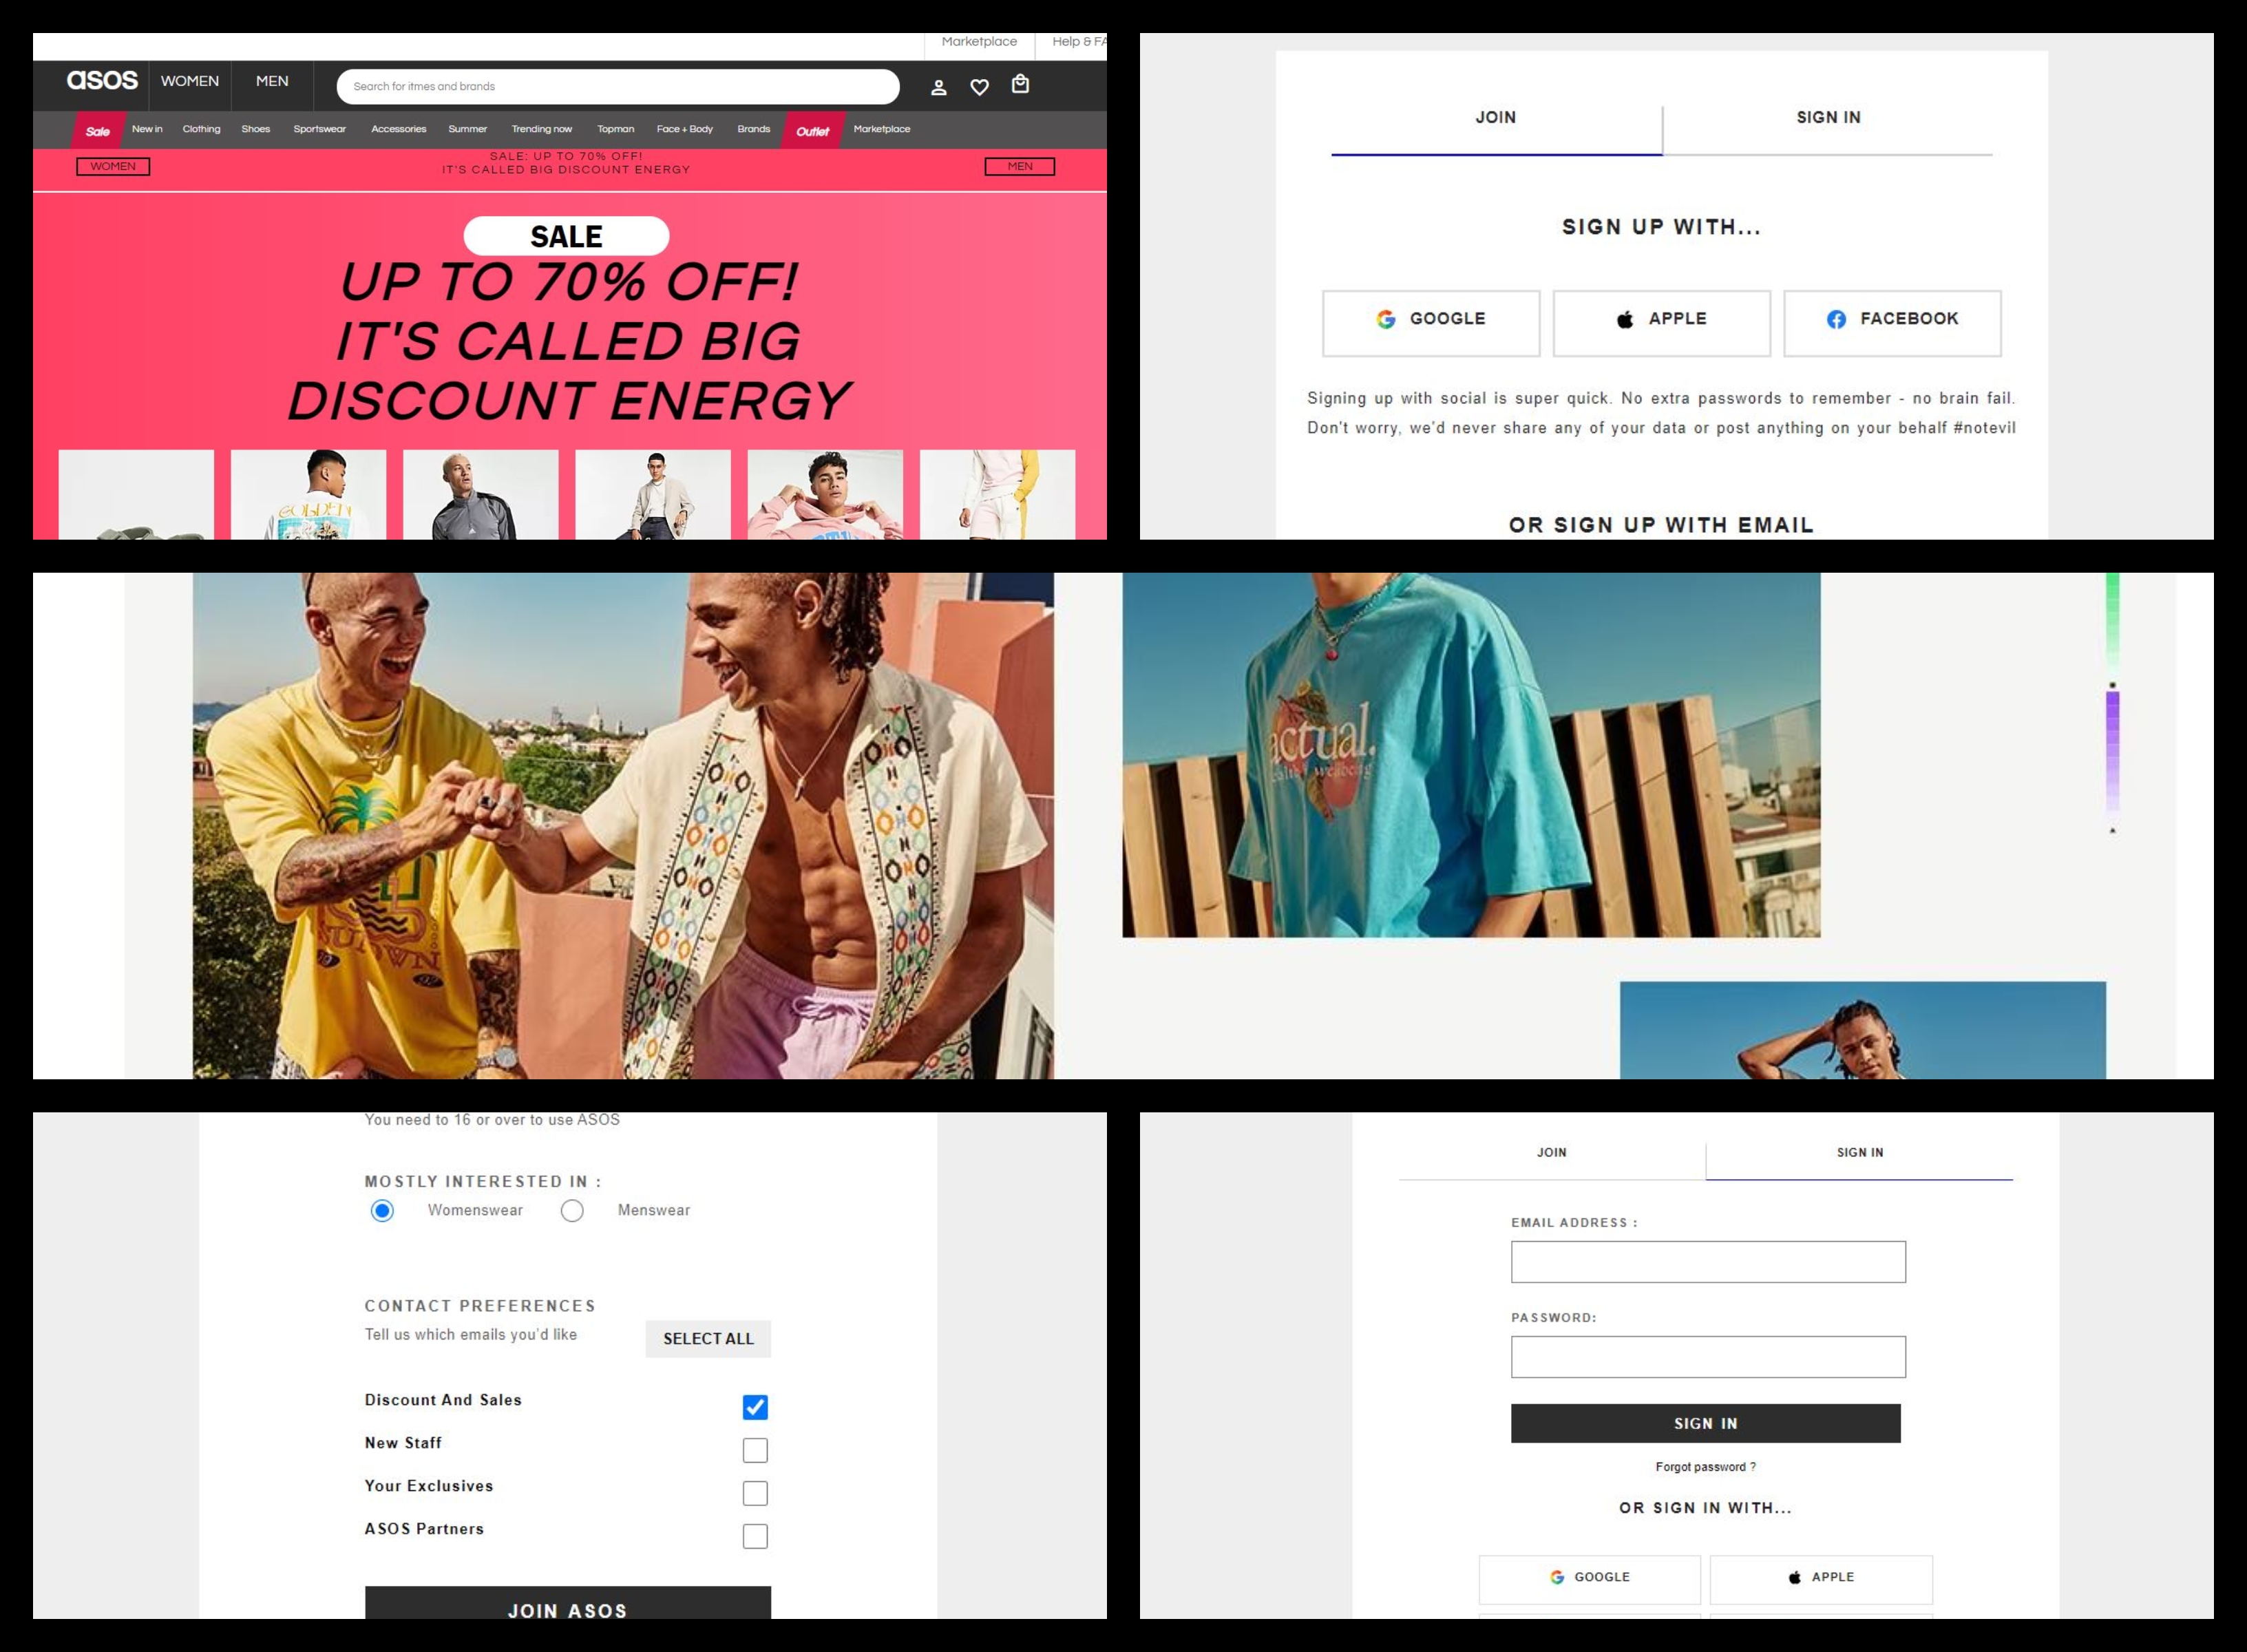 Marketplace Help & FA
asos WOMEN MEN Search for itmes and brands
Sale New in Clothing Shoes Sportswear Accessories Summer Trending now Topman Face + Body Brands Outlet Marketplace
WOMEN SALE: UP TO 70% OFF! MEN
IT'S CALLED BIG DISCOUNT ENERGY
SALE
UP TO 70% OFF!
IT'S CALLED BIG
DISCOUNT ENERGY
GOLDEN
JOIN SIGN IN
SIGN UP WITH...
GOOGLE APPLE FACEBOOK
Signing up with social is super quick. No extra passwords to remember - no brain fail.
Don't worry, we'd never share any of your data or post anything on your behalf #notevil
OR SIGN UP WITH EMAIL
SUNDOWN
actual.
You need to 16 or over to use ASOS
MOSTLY INTERESTED IN :
Womenswear Menswear
CONTACT PREFERENCES
Tell us which emails you'd like SELECT ALL
Discount And Sales
New Staff
Your Exclusives
ASOS Partners
JOIN ASOS
JOIN SIGN IN
EMAIL ADDRESS :
PASSWORD:
SIGN IN
Forgot password ?
OR SIGN IN WITH...
GOOGLE APPLE